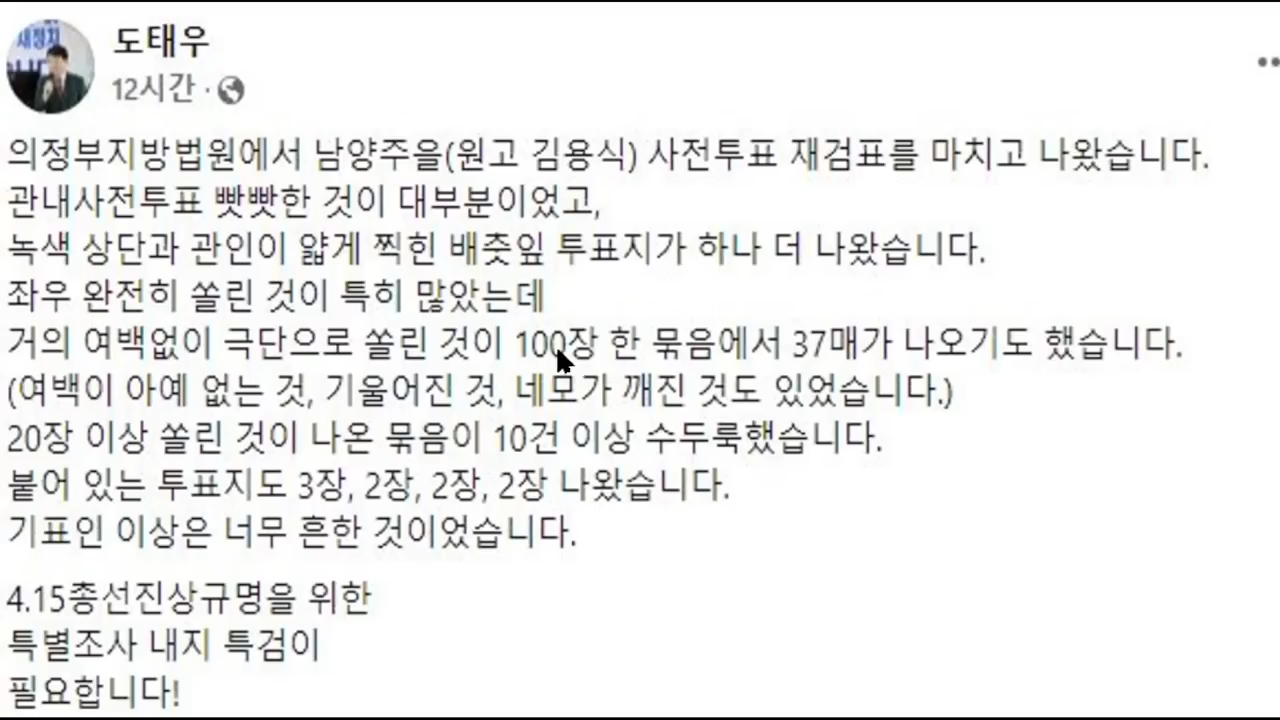 새정치
도태우
12시간 ·
의정부지방법원에서 남양주을(원고 김용식) 사전투표 재검표를 마치고 나왔습니다.
관내사전투표 빳빳한 것이 대부분이었고,
녹색 상단과 관인이 얇게 찍힌 배춧잎 투표지가 하나 더 나왔습니다.
좌우 완전히 쏠린 것이 특히 많았는데
거의 여백없이 극단으로 쏠린 것이 100장 한 묶음에서 37매가 나오기도 했습니다.
(여백이 아예 없는 것, 기울어진 것, 네모가 깨진 것도 있었습니다.)
20장 이상 쏠린 것이 나온 묶음이 10건 이상 수두룩했습니다.
붙어 있는 투표지도 3장, 2장, 2장, 2장 나왔습니다.
기표인 이상은 너무 흔한 것이었습니다.
4.15총선진상규명을 위한
특별조사 내지 특검이
필요합니다!